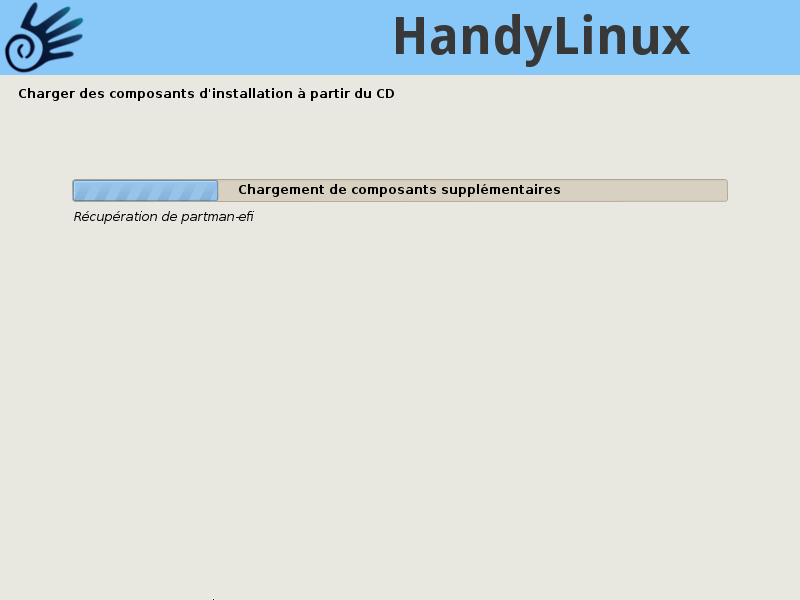 HandyLinux
Charger des composants d'installation à partir du CD
Chargement de composants supplémentaires
Récupération de partman-efi